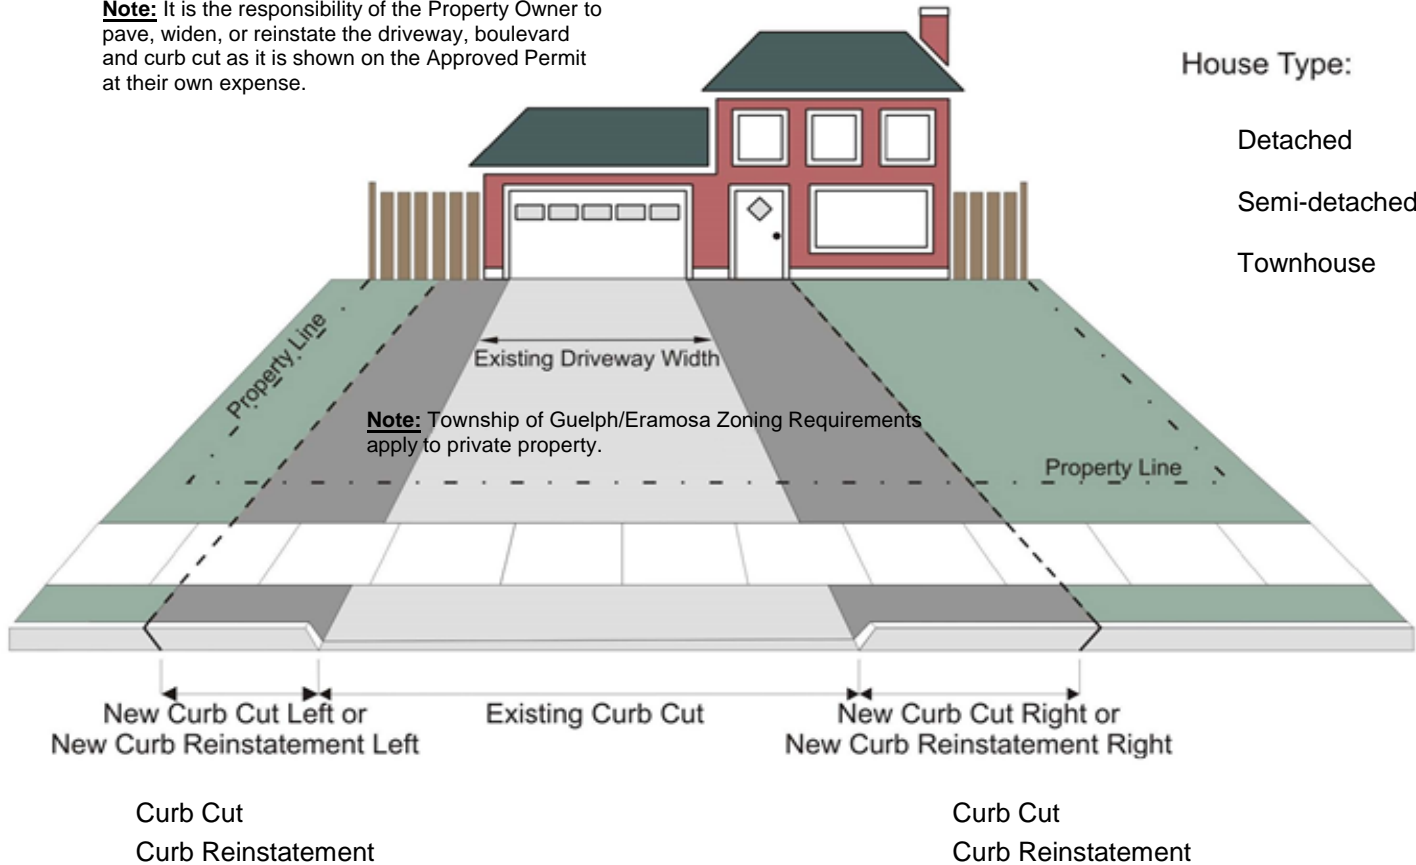 Note: It is the responsibility of the Property Owner to
pave, widen, or reinstate the driveway, boulevard
and curb cut as it is shown on the Approved Permit
at their own expense.
House Type:
Detached
Semi-detached
Townhouse
Property Line
Existing Driveway Width
Note: Township of Guelph/Eramosa Zoning Requirements
apply to private property.
Property Line
New Curb Cut Left or
New Curb Reinstatement Left
Existing Curb Cut
New Curb Cut Right or
New Curb Reinstatement Right
Curb Cut
Curb Reinstatement
Curb Cut
Curb Reinstatement